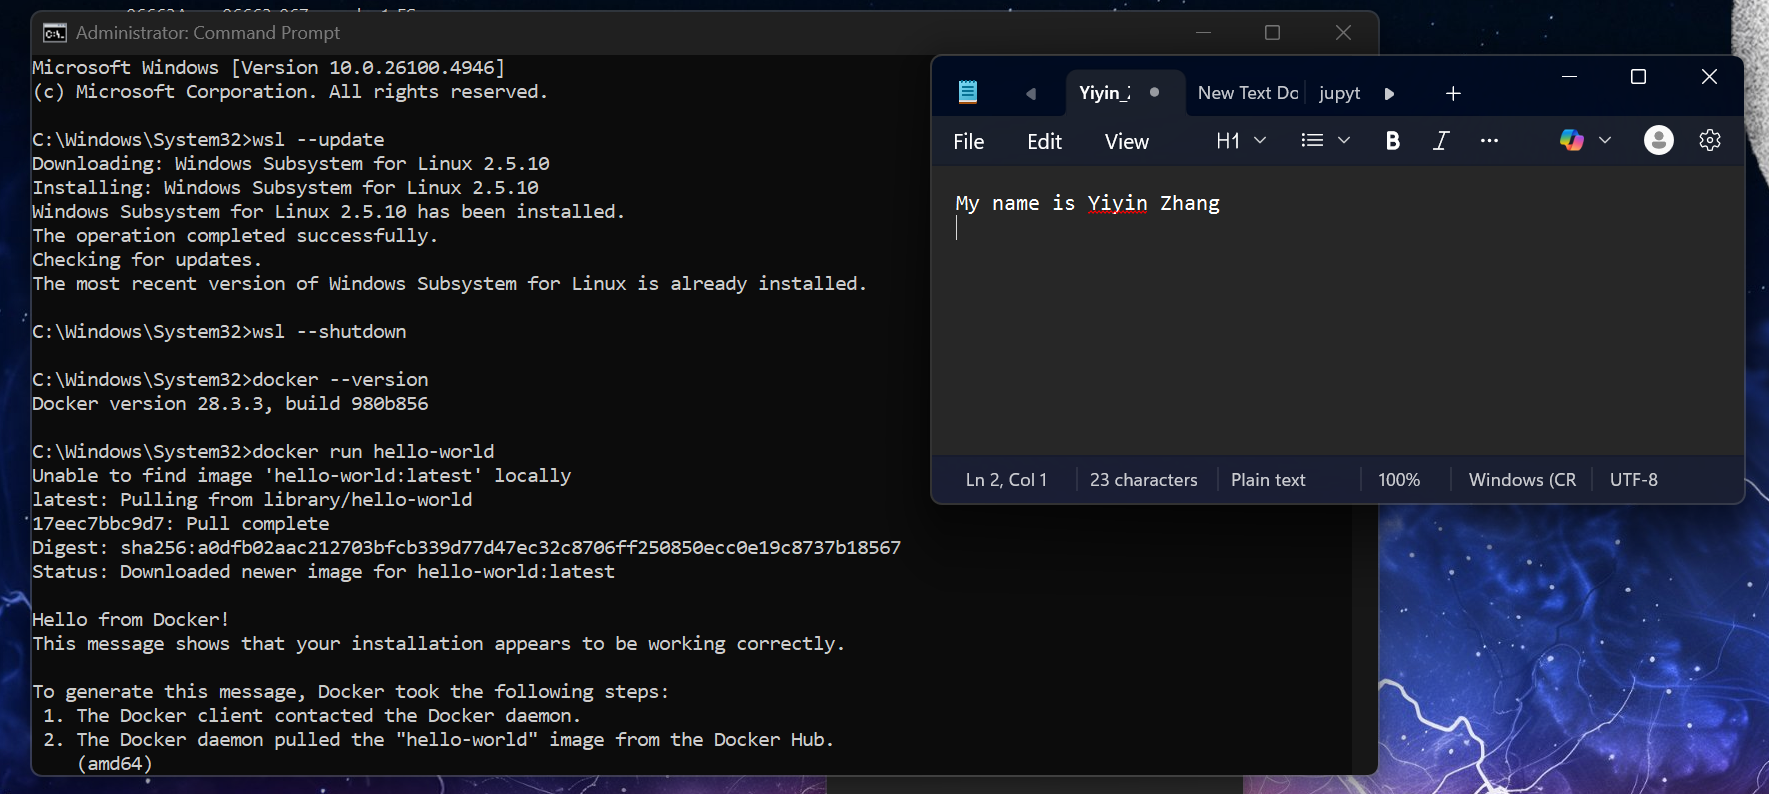 Administrator: Command Prompt
Microsoft Windows [Version 10.0.26100.4946]
(c) Microsoft Corporation. All rights reserved.
C:\Windows\System32>wsl --update
Downloading: Windows Subsystem for Linux 2.5.10
Installing: Windows Subsystem for Linux 2.5.10
Windows Subsystem for Linux 2.5.10 has been installed.
The operation completed successfully.
Checking for updates.
The most recent version of Windows Subsystem for Linux is already installed.
C:\Windows\System32>wsl --shutdown
C:\Windows\System32>docker --version
Docker version 28.3.3, build 980b856
C:\Windows\System32>docker run hello-world
Unable to find image 'hello-world:latest' locally
latest: Pulling from library/hello-world
17eec7bbc9d7: Pull complete
Digest: sha256:a0dfb02aac212703bfcb339d77d47ec32c8706ff250850ecc0e19c8737b18567
Status: Downloaded newer image for hello-world:latest
Hello from Docker!
This message shows that your installation appears to be working correctly.
To generate this message, Docker took the following steps:
1. The Docker client contacted the Docker daemon.
2. The Docker daemon pulled the "hello-world" image from the Docker Hub.
(amd64)
Yiyin_ New Text Do jupyt
File Edit View H1 B I
My name is Yiyin Zhang
Ln 2, Col 1 23 characters Plain text 100% Windows (CR UTF-8